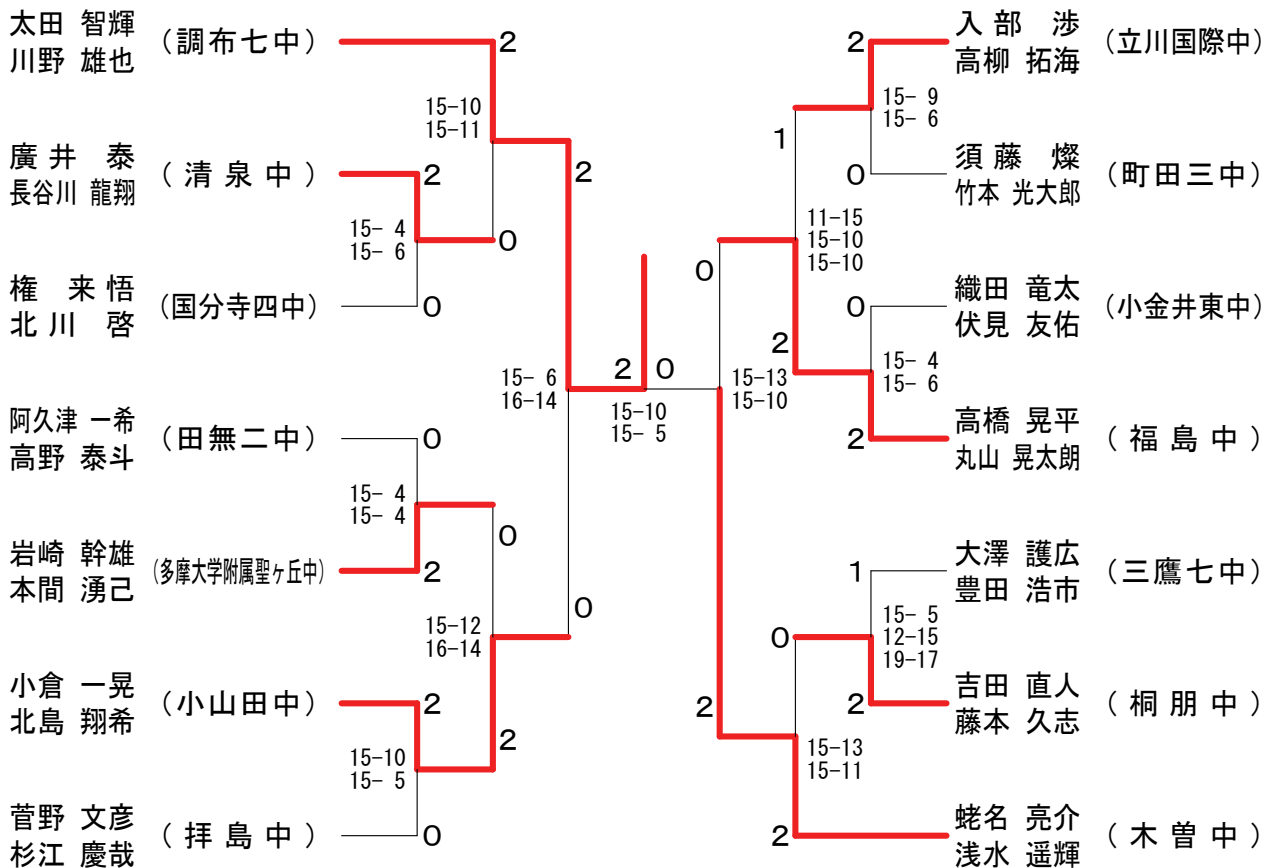 太田 智輝
川野 雄也
(調布七中)
2
15-10
15-11
廣井 泰
長谷川 龍翔
(清泉中)
2
15- 4
15- 6
0
権 来悟
北川 啓
(国分寺四中)
0
2
阿久津 一希
高野 泰斗
(田無二中)
0
15- 4
15- 4
0
岩崎 幹雄
本間 湧己
(多摩大学附属聖ヶ丘中)
2
15-12
16-14
小倉 一晃
北島 翔希
(小山田中)
2
15-10
15- 5
2
菅野 文彦
杉江 慶哉
(拝島中)
0
0
15- 6
16-14
2
0
15-10
15- 5
入部 渉
高柳 拓海
(立川国際中)
2
15- 9
15- 6
1
須藤 燦
竹本 光大郎
(町田三中)
0
11-15
15-10
15-10
0
織田 竜太
伏見 友佑
(小金井東中)
0
15- 4
15- 6
2
高橋 晃平
丸山 晃太朗
(福島中)
2
15-13
15-10
大澤 護広
豊田 浩市
(三鷹七中)
1
15- 5
12-15
19-17
0
吉田 直人
藤本 久志
(桐朋中)
2
2
15-13
15-11
蛯名 亮介
浅水 遥輝
(木曽中)
2